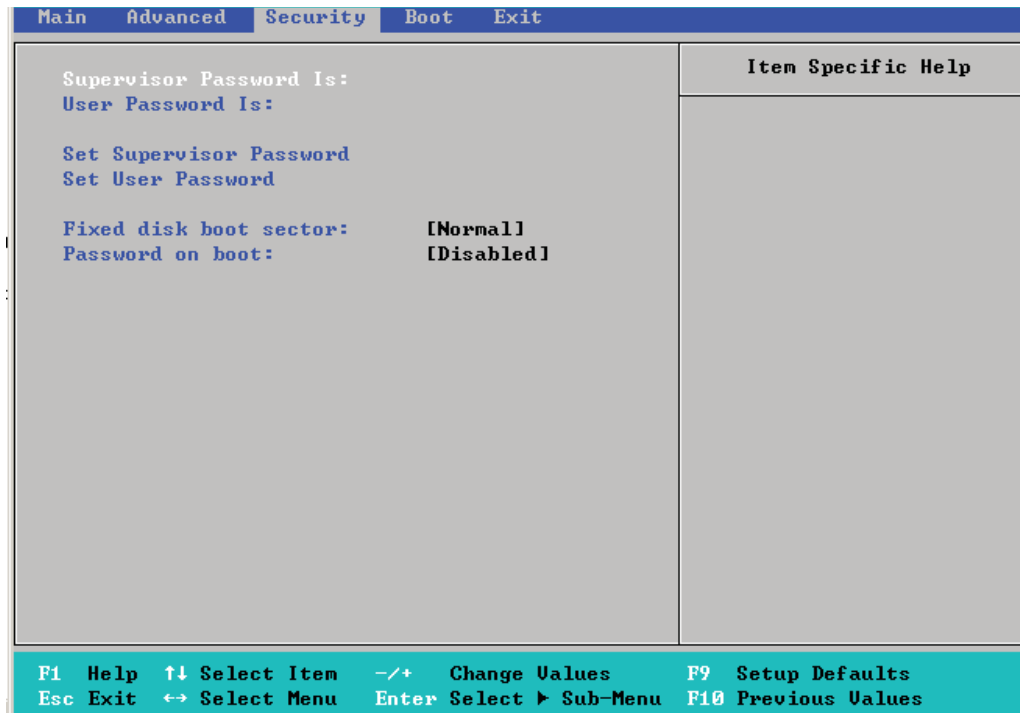 Main Advanced Security Boot Exit
Item Specific Help
Supervisor Password Is:
User Password Is:
Set Supervisor Password
Set User Password
Fixed disk boot sector: [Normal]
Password on boot: [Disabled]
F1 Help ↑↓ Select Item -/+ Change Values F9 Setup Defaults
Esc Exit ↔ Select Menu Enter Select ▶ Sub-Menu F10 Previous Values